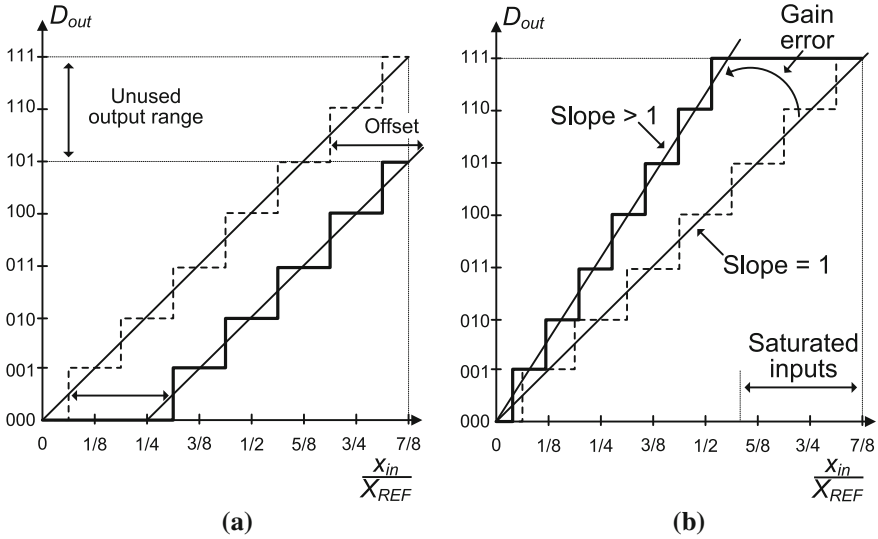 D_out
111
110
101
100
011
010
001
000
Unused
output range
Offset
0 1/8 1/4 3/8 1/2 5/8 3/4 7/8
x_in
X_REF
(a)
D_out
111
110
101
100
011
010
001
000
Gain
error
Slope > 1
Slope = 1
Saturated
inputs
0 1/8 1/4 3/8 1/2 5/8 3/4 7/8
x_in
X_REF
(b)